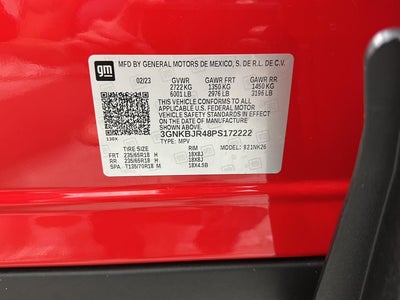 gm
MFD BY GENERAL MOTORS DE MEXICO, S. DE R.L. DE C.V.
02/23 GVWR GAWR FRT GAWR RR
2722 KG 1350 KG 1450 KG
6001 LB 2976 LB 3196 LB
THIS VEHICLE CONFORMS TO ALL APPLICABLE
U.S. FEDERAL MOTOR
VEHICLE SAFETY STANDARDS IN EFFECT ON THE
DATE OF MANUFACTURE SHOWN ABOVE.
3GNKBJR48PS172222
TYPE: MPV
TIRE SIZE RIM MODEL: 821NK26
FRT 235/65R18 H 18X8J
RR 235/65R18 H 18X8J
SPA. T135/70R18 M 18X4.5B